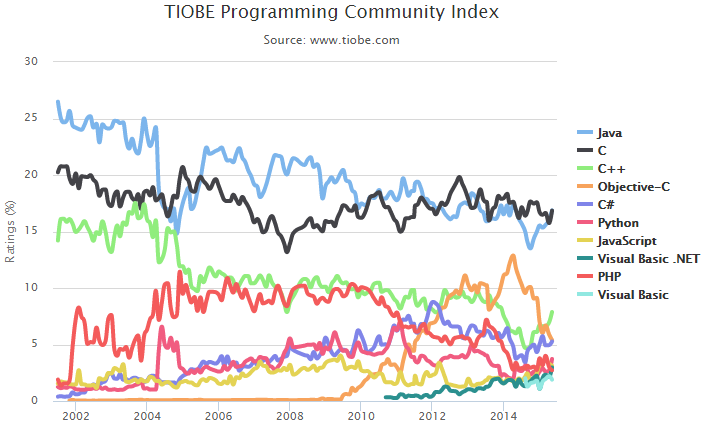 TIOBE Programming Community Index
Source: www.tiobe.com
Ratings (%)
30
25
20
15
10
5
0
2002
2004
2006
2008
2010
2012
2014
Java
C
C++
Objective-C
C#
Python
JavaScript
Visual Basic .NET
PHP
Visual Basic